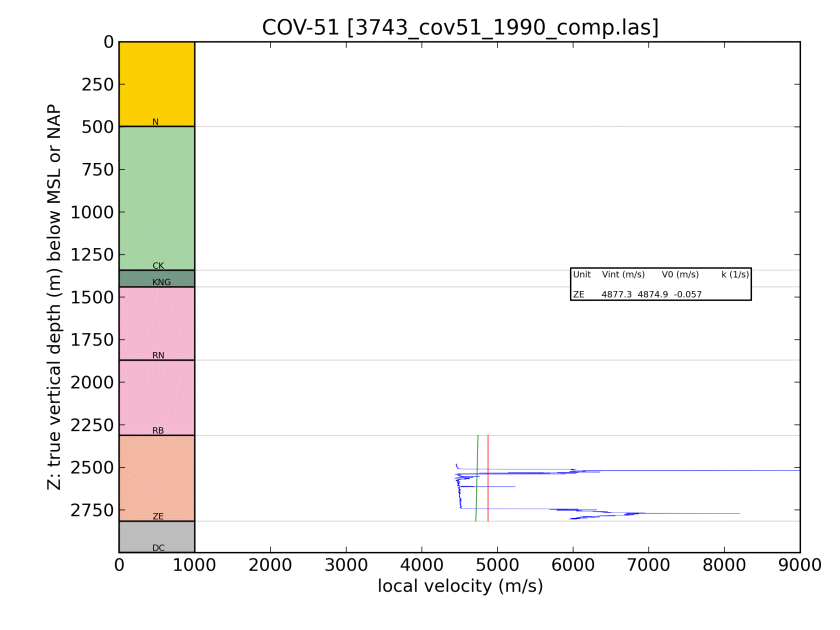 COV-51 [3743_cov51_1990_comp.las]
Z: true vertical depth (m) below MSL or NAP
0
250
500
750
1000
1250
1500
1750
2000
2250
2500
2750
N
CK
KNG
RN
RB
ZE
DC
Unit Vint (m/s) V0 (m/s) k (1/s)
ZE 4877.3 4874.9 -0.057
0 1000 2000 3000 4000 5000 6000 7000 8000 9000
local velocity (m/s)